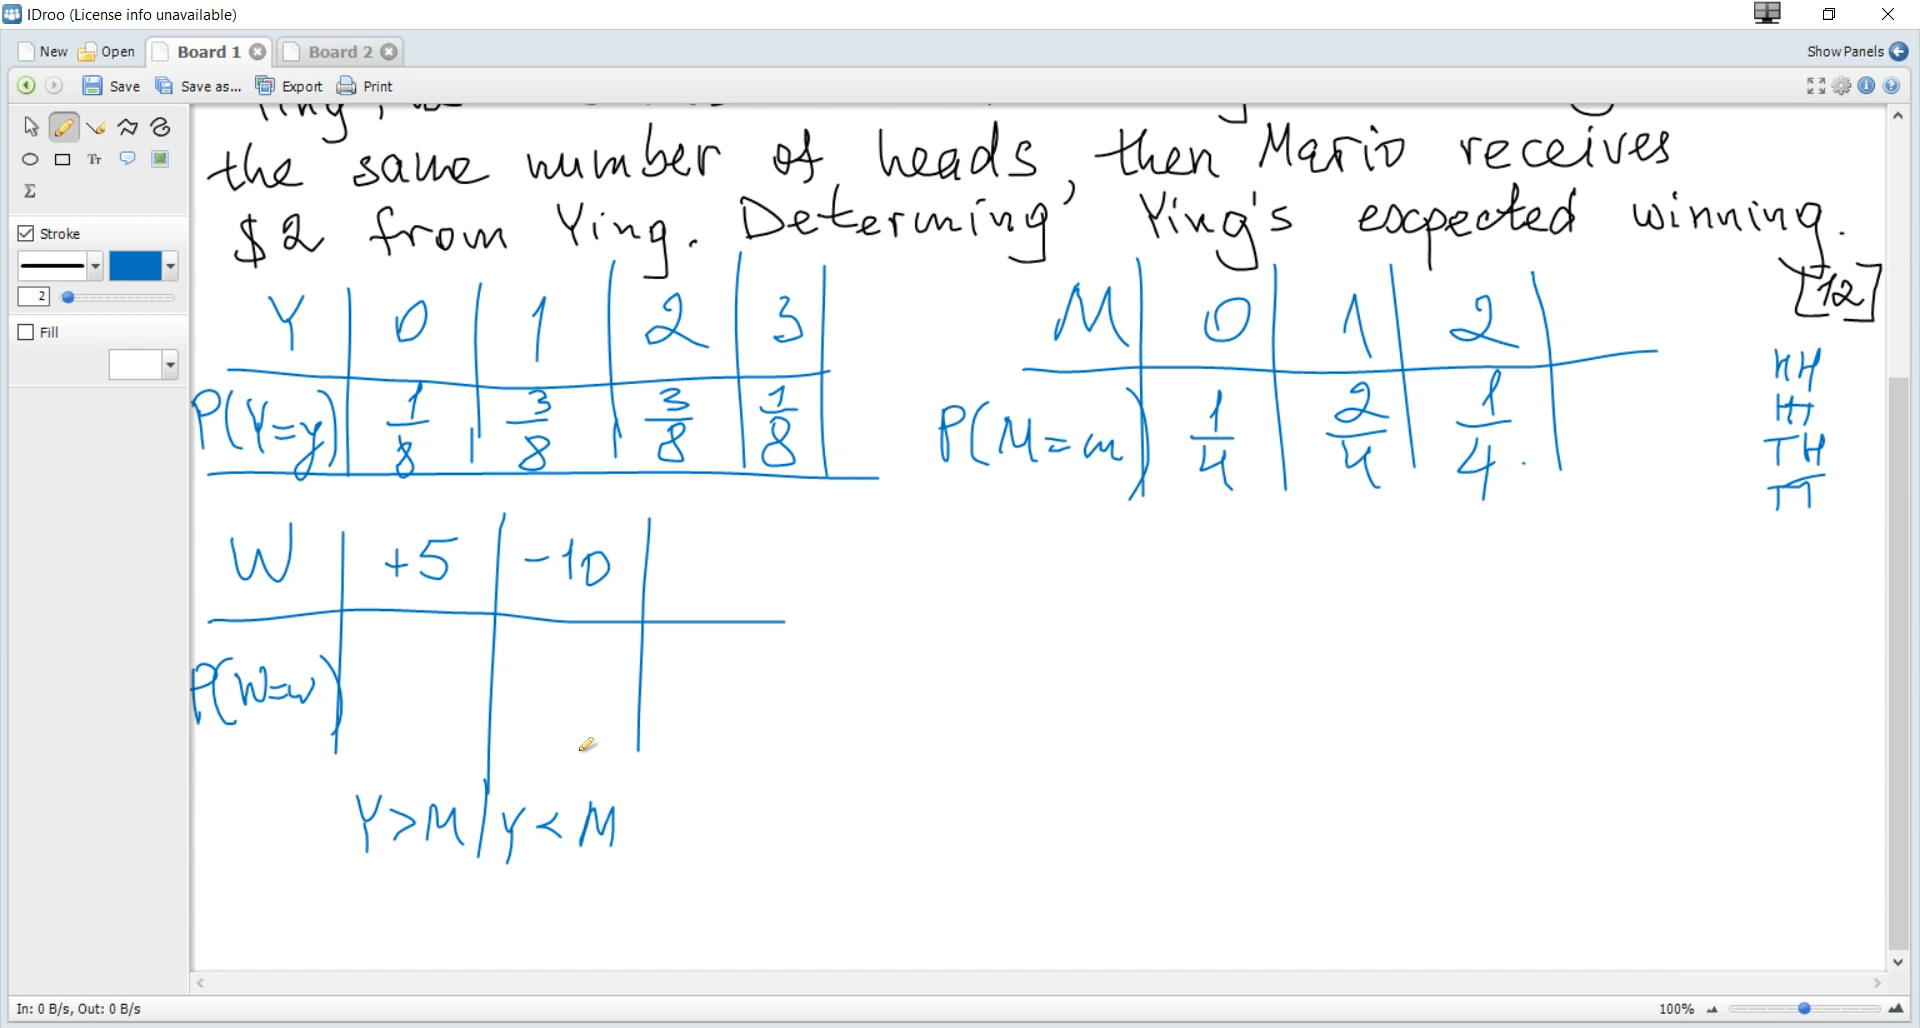 IDroo (License info unavailable)
New Open Board 1 Board 2 Show Panels
Save Save as... Export Print
the same number of heads, then Mario receives
$2 from Ying. Determing Ying's expected winning.
[12]
Y 0 1 2 3
P(Y=y) 1/8 3/8 3/8 1/8
M 0 1 2
P(M=m) 1/4 2/4 1/4
HH
HT
TH
TT
W +5 -10
P(W=w)
Y>M Y<M
Tr
Σ
Stroke
2
Fill
In: 0 B/s, Out: 0 B/s 100%